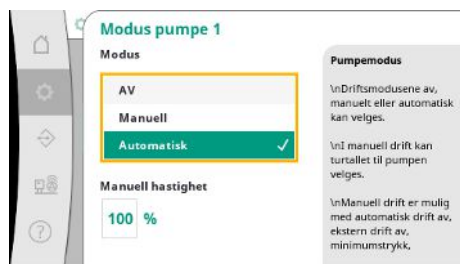 Modus pumpe 1
Modus
AV
Manuell
Automatisk
Manuell hastighet
100 %
Pumpemodus
\nDriftsmodusene av,
manuelt eller automatisk
kan velges.
\nI manuell drift kan
turtallet til pumpen
velges.
\nManuell drift er mulig
med automatisk drift av,
ekstern drift av,
minimumstrykk,